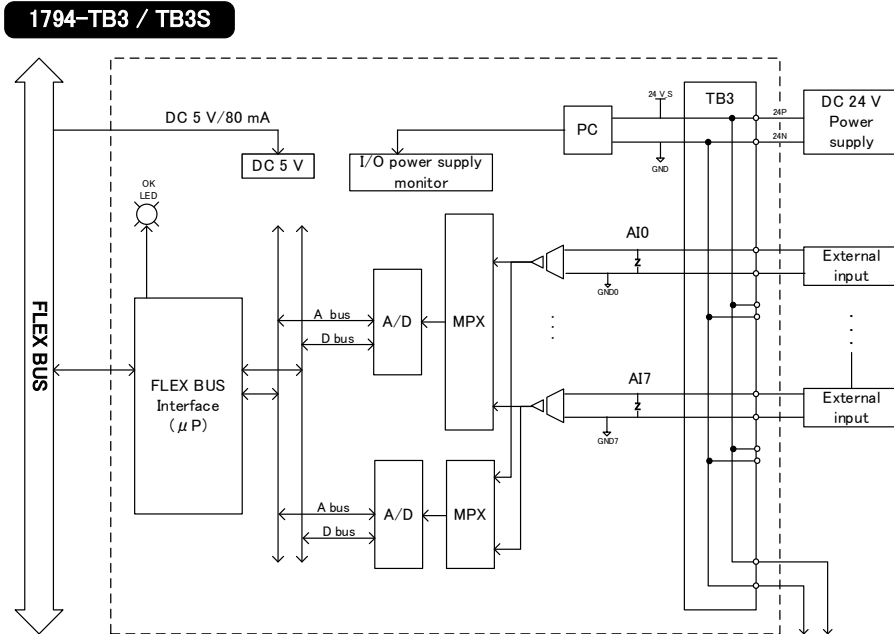 1794-TB3 / TB3S
DC 5 V/80 mA
DC 5 V
I/O power supply
monitor
PC
24 V_S
GND
TB3
24P
24N
DC 24 V
Power
supply
OK
LED
FLEX BUS
FLEX BUS
Interface
(μP)
A bus
D bus
A/D
MPX
AI0
Z
GND0
External
input
AI7
Z
GND7
External
input
A bus
D bus
A/D
MPX